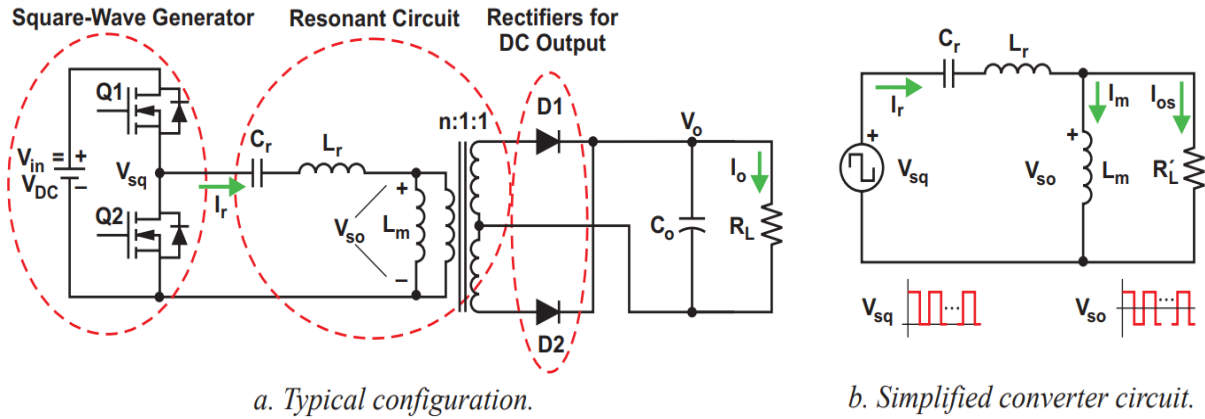 Square-Wave Generator
Resonant Circuit
Rectifiers for
DC Output
Q1
Vin =
VDC
+
–
Vsq
Q2
Ir
Cr
Lr
+
Vso
Lm
–
n:1:1
D1
D2
Vo
Io
Co
RL
a. Typical configuration.
Cr
Lr
Ir
Im
Ios
+
Vsq
+
Vso
Lm
R′L
Vsq
...
Vso
...
b. Simplified converter circuit.